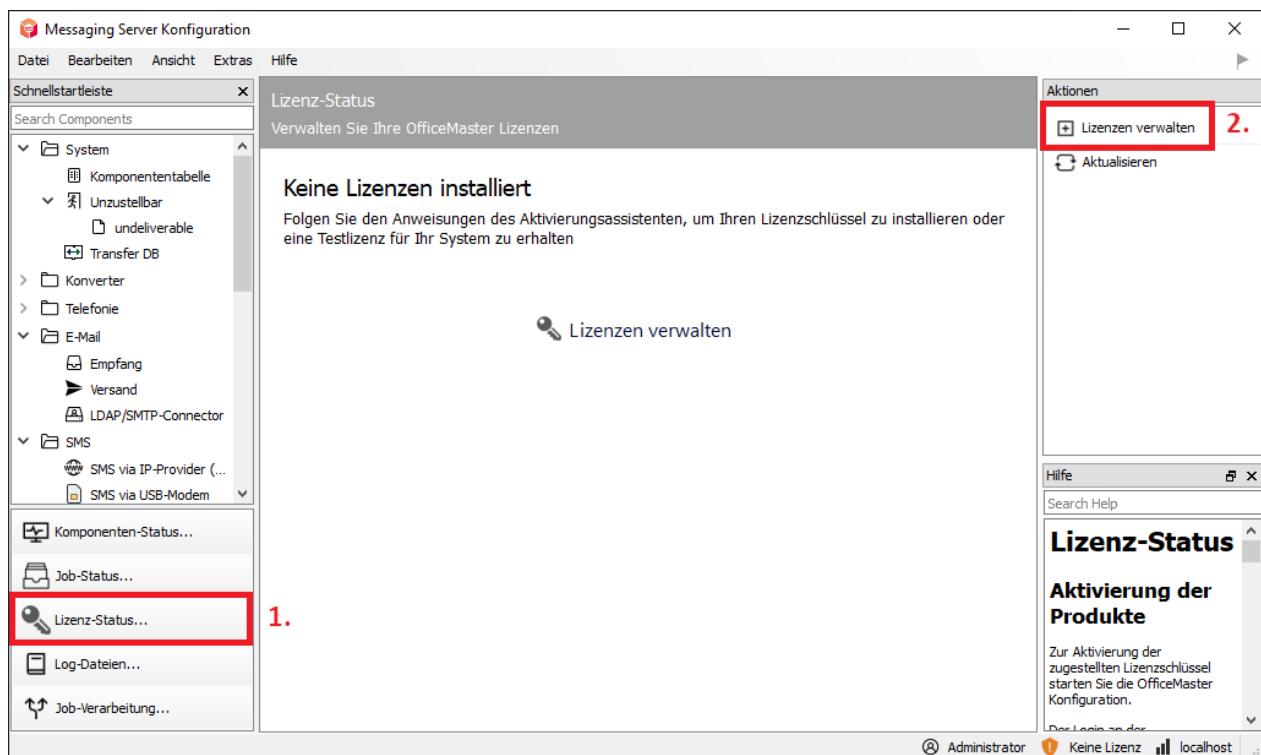 Messaging Server Konfiguration
Datei Bearbeiten Ansicht Extras Hilfe
Schnellstartleiste
Search Components
System
Komponententabelle
Unzustellbar
undeliverable
Transfer DB
Konverter
Telefonie
E-Mail
Empfang
Versand
LDAP/SMTP-Connector
SMS
SMS via IP-Provider (...
SMS via USB-Modem
Komponenten-Status...
Job-Status...
Lizenz-Status...
1.
Log-Dateien...
Job-Verarbeitung...
Lizenz-Status
Verwalten Sie Ihre OfficeMaster Lizenzen
Keine Lizenzen installiert
Folgen Sie den Anweisungen des Aktivierungsassistenten, um Ihren Lizenzschlüssel zu installieren oder
eine Testlizenz für Ihr System zu erhalten
Lizenzen verwalten
Aktionen
Lizenzen verwalten
2.
Aktualisieren
Hilfe
Search Help
Lizenz-Status
Aktivierung der
Produkte
Zur Aktivierung der
zugestellten Lizenzschlüssel
starten Sie die OfficeMaster
Konfiguration.
Der Login an der
Administrator Keine Lizenz localhost